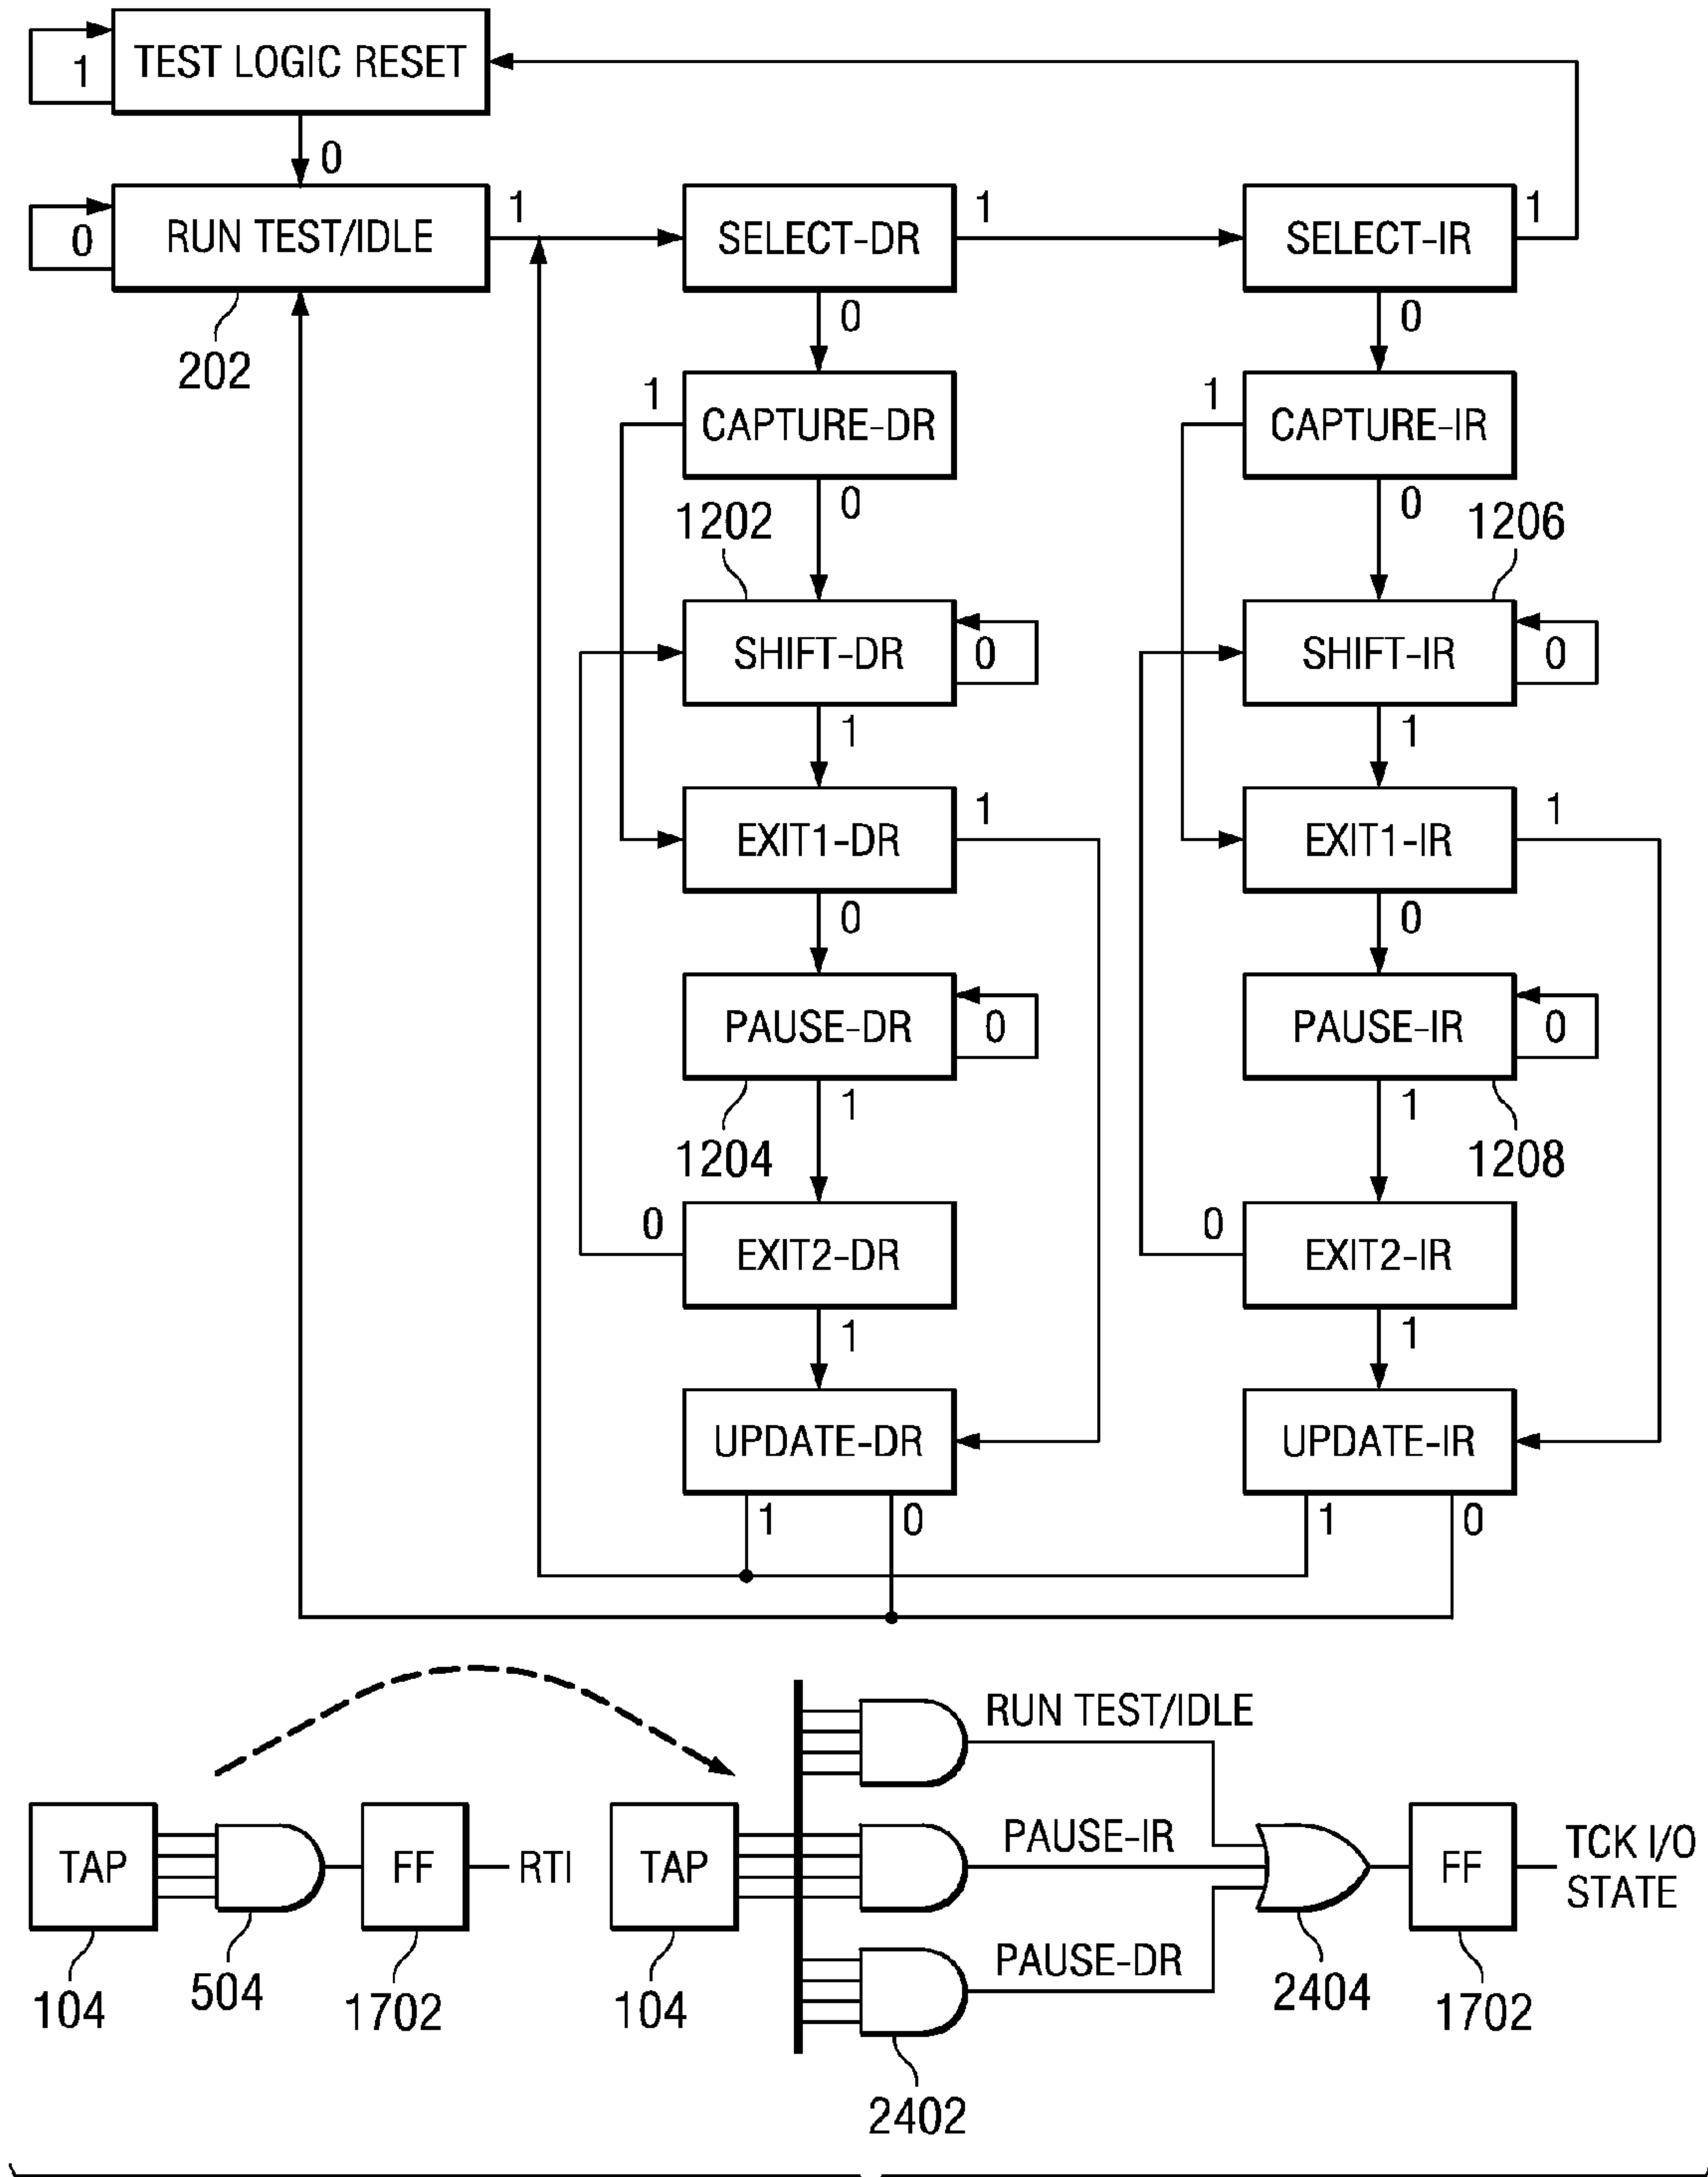 TEST LOGIC RESET
1
0
RUN TEST/IDLE
0
1
202
SELECT-DR
1
0
SELECT-IR
1
0
CAPTURE-DR
1
0
CAPTURE-IR
1
0
1202
1206
SHIFT-DR
0
1
SHIFT-IR
0
1
EXIT1-DR
1
0
EXIT1-IR
1
0
PAUSE-DR
0
1
1204
PAUSE-IR
0
1
1208
EXIT2-DR
0
1
EXIT2-IR
0
1
UPDATE-DR
1
0
UPDATE-IR
1
0
TAP
FF
RTI
104
504
1702
TAP
104
RUN TEST/IDLE
PAUSE-IR
PAUSE-DR
2402
2404
FF
1702
TCK I/O
STATE